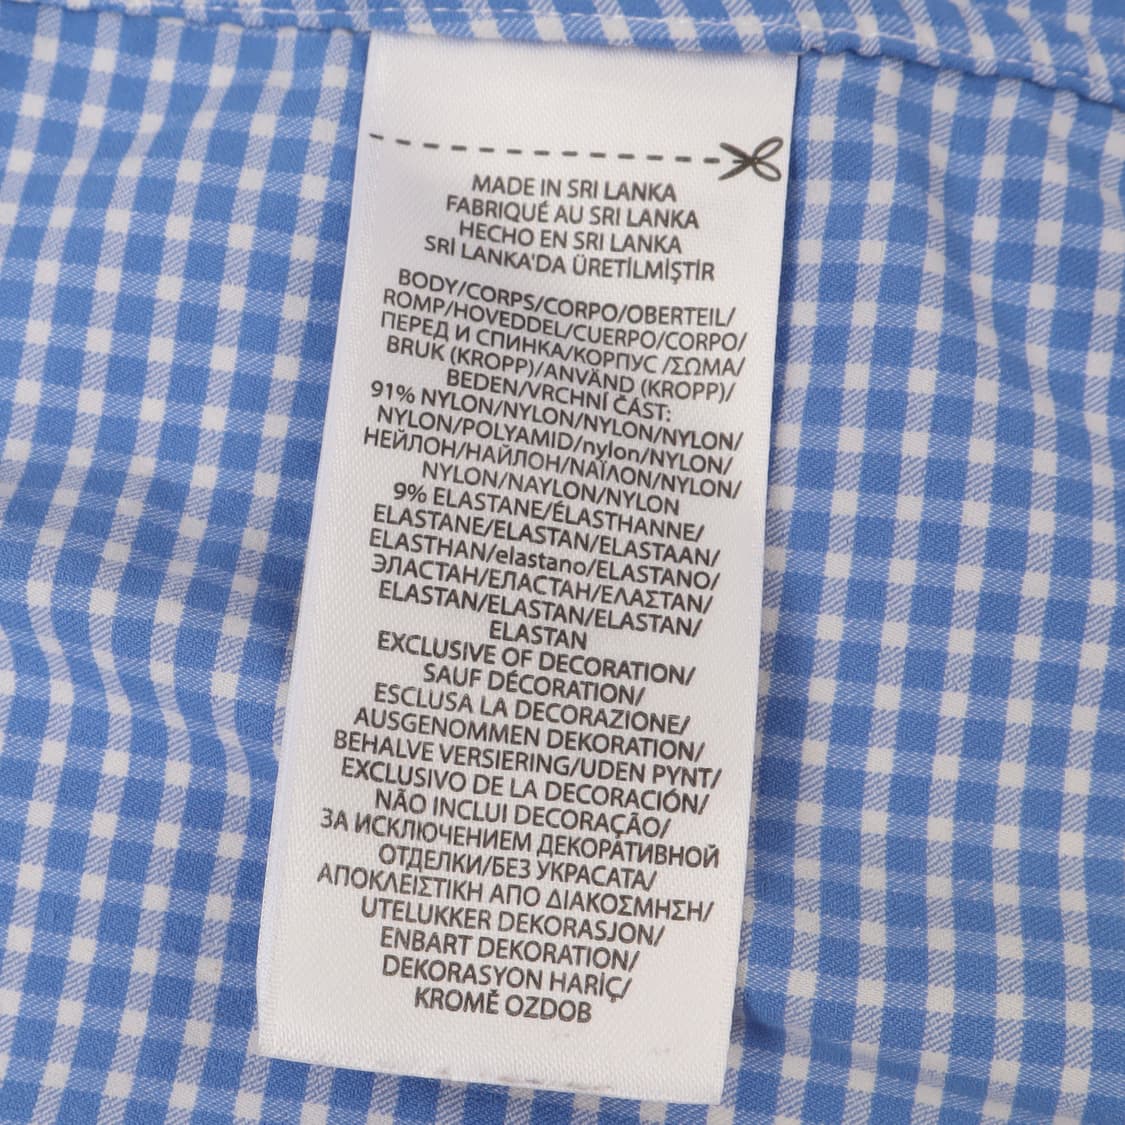 MADE IN SRI LANKA
FABRIQUÉ AU SRI LANKA
HECHO EN SRI LANKA
SRİ LANKA'DA ÜRETİLMİŞTİR
BODY/CORPS/CORPO/OBERTEIL/
ROMP/HOVEDDEL/CUERPO/CORPO/
ПЕРЕД И СПИНКА/КОРПУС /ΣΩΜΑ/
BRUK (KROPP)/ANVÄND (KROPP)/
BEDEN/VRCHNÍ ČÁST:
91% NYLON/NYLON/NYLON/NYLON/
NYLON/POLYAMID/nylon/NYLON/
НЕЙЛОН/НАЙЛОН/ΝΑΪΛΟΝ/NYLON/
NYLON/NAYLON/NYLON
9% ELASTANE/ÉLASTHANNE/
ELASTANE/ELASTAN/ELASTAAN/
ELASTHAN/elastano/ELASTANO/
ЭЛАСТАН/ЕЛАСТАН/ΕΛΑΣΤΑΝ/
ELASTAN/ELASTAN/ELASTAN/
ELASTAN
EXCLUSIVE OF DECORATION/
SAUF DÉCORATION/
ESCLUSA LA DECORAZIONE/
AUSGENOMMEN DEKORATION/
BEHALVE VERSIERING/UDEN PYNT/
EXCLUSIVO DE LA DECORACIÓN/
NÃO INCLUI DECORAÇÃO/
ЗА ИСКЛЮЧЕНИЕМ ДЕКОРАТИВНОЙ
ОТДЕЛКИ/БЕЗ УКРАСАТА/
ΑΠΟΚΛΕΙΣΤΙΚΗ ΑΠΟ ΔΙΑΚΟΣΜΗΣΗ/
UTELUKKER DEKORASJON/
ENBART DEKORATION/
DEKORASYON HARİÇ/
KROMĚ OZDOB